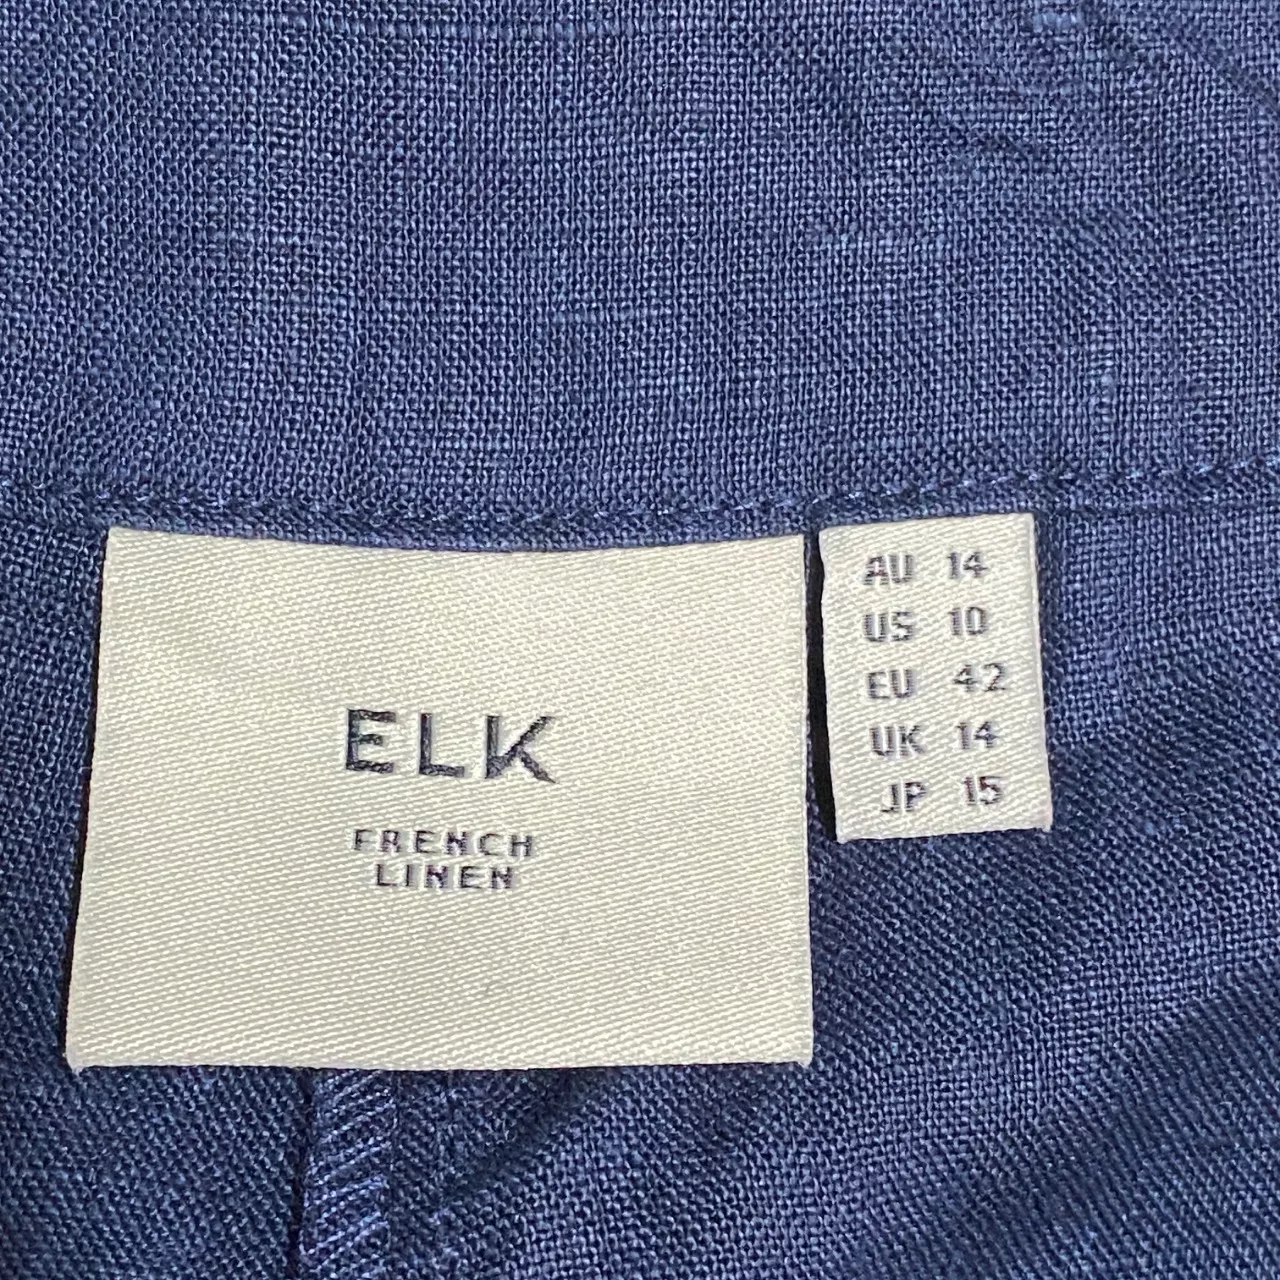 ELK
FRENCH
LINEN
AU 14
US 10
EU 42
UK 14
JP 15